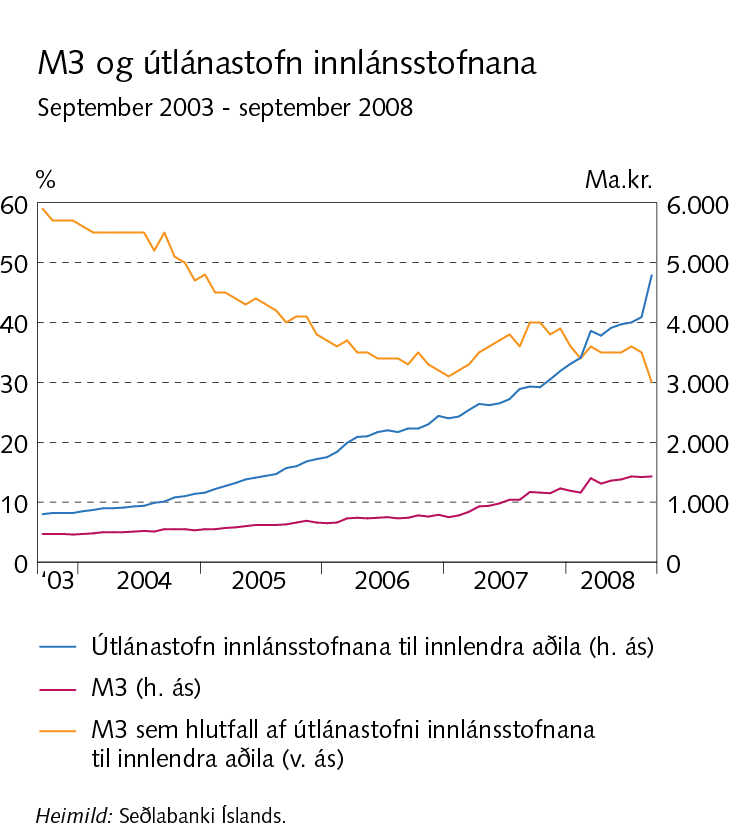 M3 og útlánastofn innlánsstofnana
September 2003 - september 2008
% Ma.kr.
60 6.000
50 5.000
40 4.000
30 3.000
20 2.000
10 1.000
0 0
‘03 2004 2005 2006 2007 2008
Útlánastofn innlánsstofnana til innlendra aðila (h. ás)
M3 (h. ás)
M3 sem hlutfall af útlánastofni innlánsstofnana
til innlendra aðila (v. ás)
Heimild: Seðlabanki Íslands.